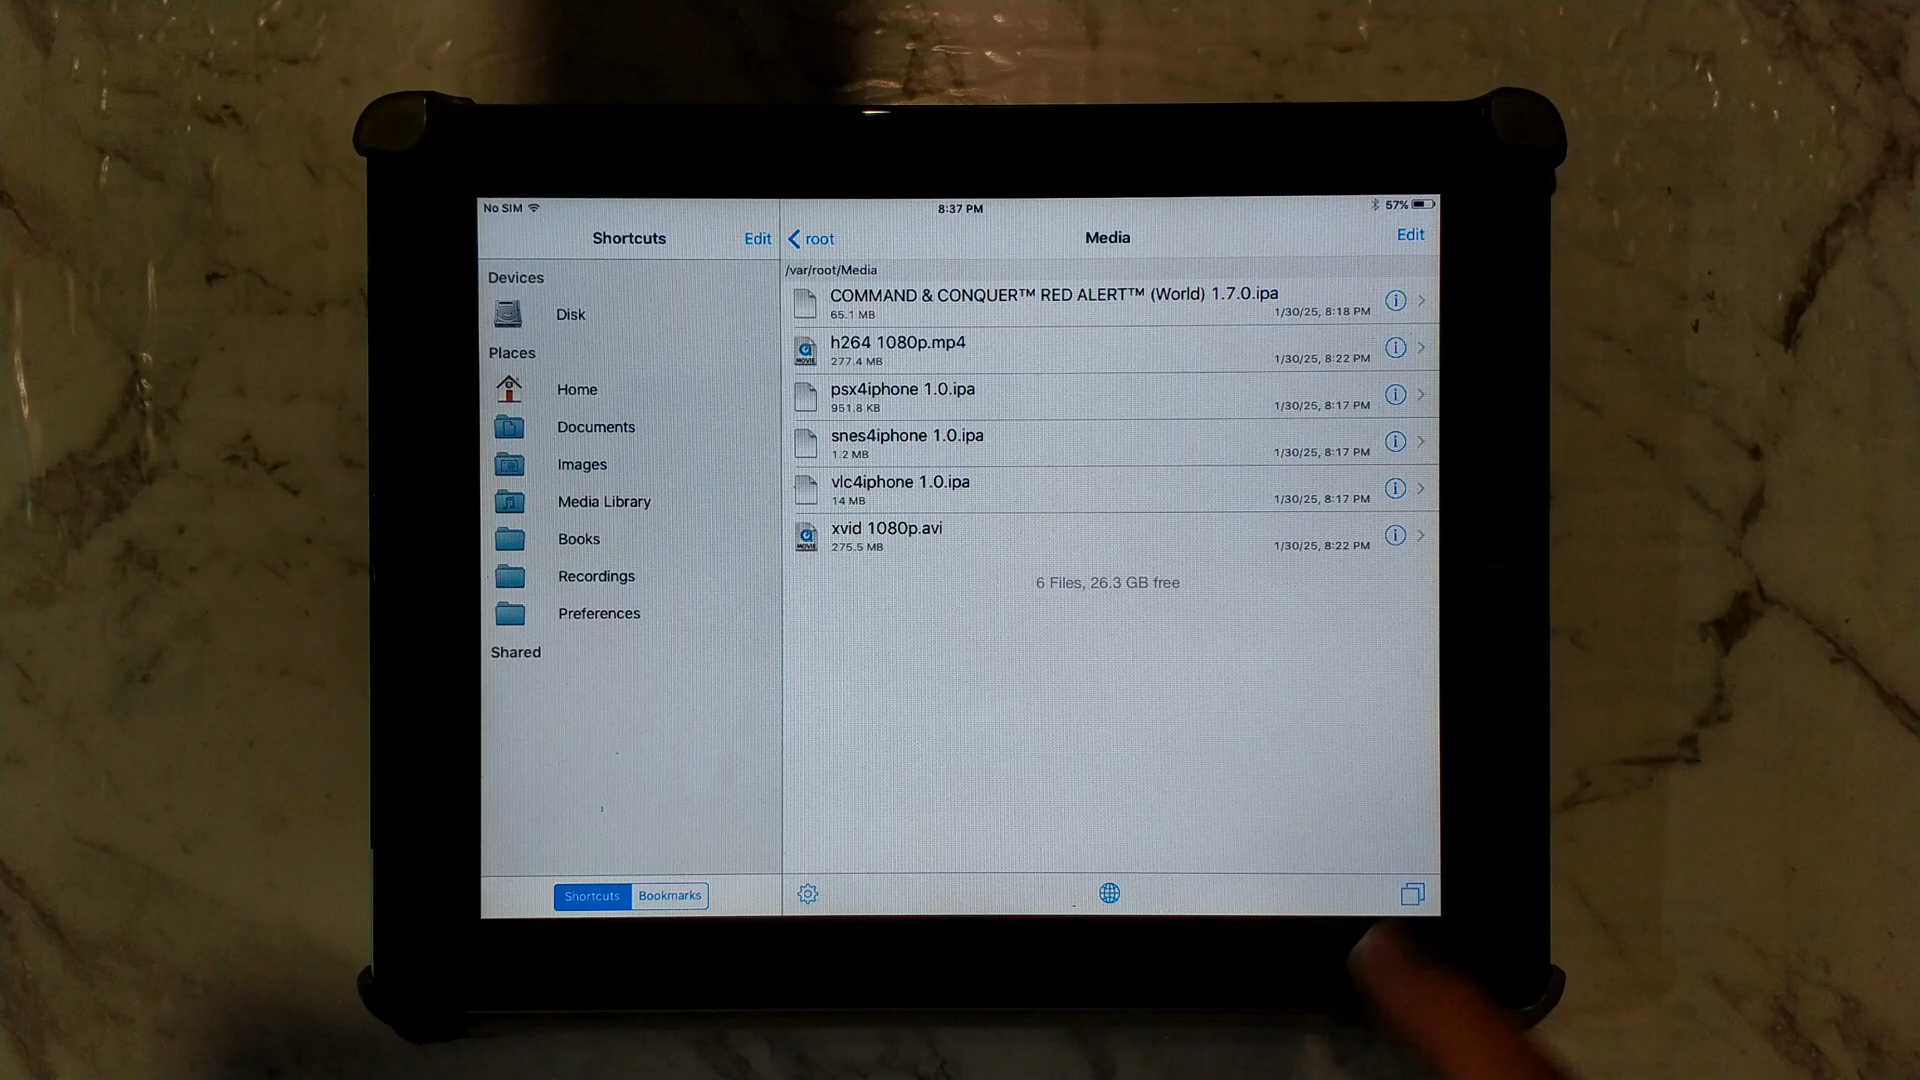 No SIM
8:37 PM
57%
Shortcuts
Edit
root
Media
Edit
Devices
Disk
Places
Home
Documents
Images
Media Library
Books
Recordings
Preferences
Shared
Shortcuts
Bookmarks
/var/root/Media
COMMAND & CONQUER™ RED ALERT™ (World) 1.7.0.ipa
65.1 MB
1/30/25, 8:18 PM
h264 1080p.mp4
277.4 MB
1/30/25, 8:22 PM
psx4iphone 1.0.ipa
951.8 KB
1/30/25, 8:17 PM
snes4iphone 1.0.ipa
1.2 MB
1/30/25, 8:17 PM
vlc4iphone 1.0.ipa
14 MB
1/30/25, 8:17 PM
xvid 1080p.avi
275.5 MB
1/30/25, 8:22 PM
6 Files, 26.3 GB free
MOVIE
MOVIE